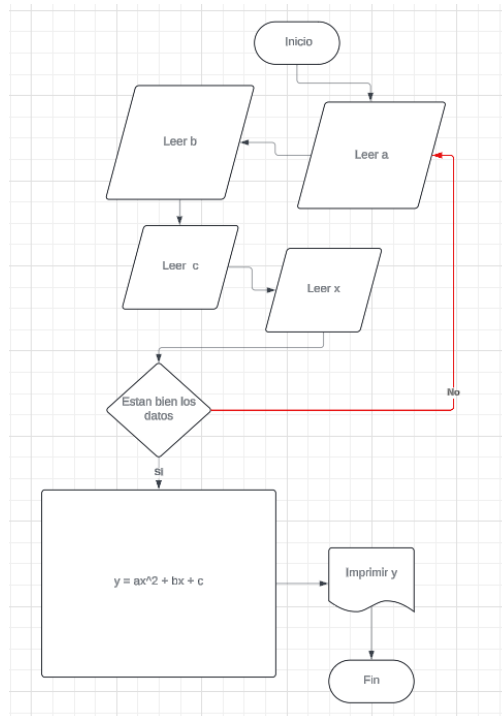 Inicio
Leer a
Leer b
Leer c
Leer x
Estan bien los
datos
No
Si
y = ax^2 + bx + c
Imprimir y
Fin